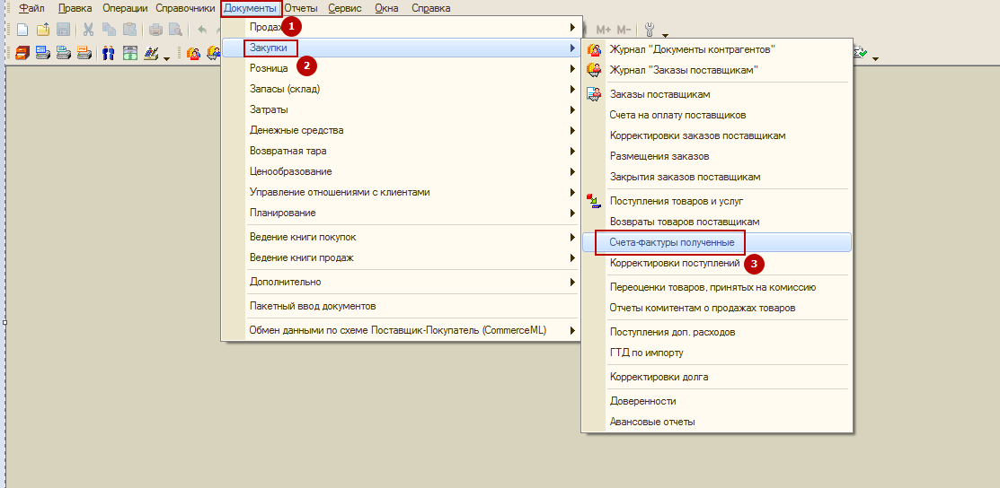 Файл Правка Операции Справочники Документы Отчеты Сервис Окна Справка
1
M+ M-
Закупки
2
Розница
Запасы (склад)
Затраты
Денежные средства
Возвратная тара
Ценообразование
Управление отношениями с клиентами
Планирование
Ведение книги покупок
Ведение книги продаж
Дополнительно
Пакетный ввод документов
Обмен данными по схеме Поставщик-Покупатель (CommerceML)
Журнал "Документы контрагентов"
Журнал "Заказы поставщикам"
Заказы поставщикам
Счета на оплату поставщиков
Корректировки заказов поставщикам
Размещения заказов
Закрытия заказов поставщикам
Поступления товаров и услуг
Возвраты товаров поставщикам
Счета-фактуры полученные
Корректировки поступлений
3
Переоценки товаров, принятых на комиссию
Отчеты комитентам о продажах товаров
Поступления доп. расходов
ГТД по импорту
Корректировки долга
Доверенности
Авансовые отчеты